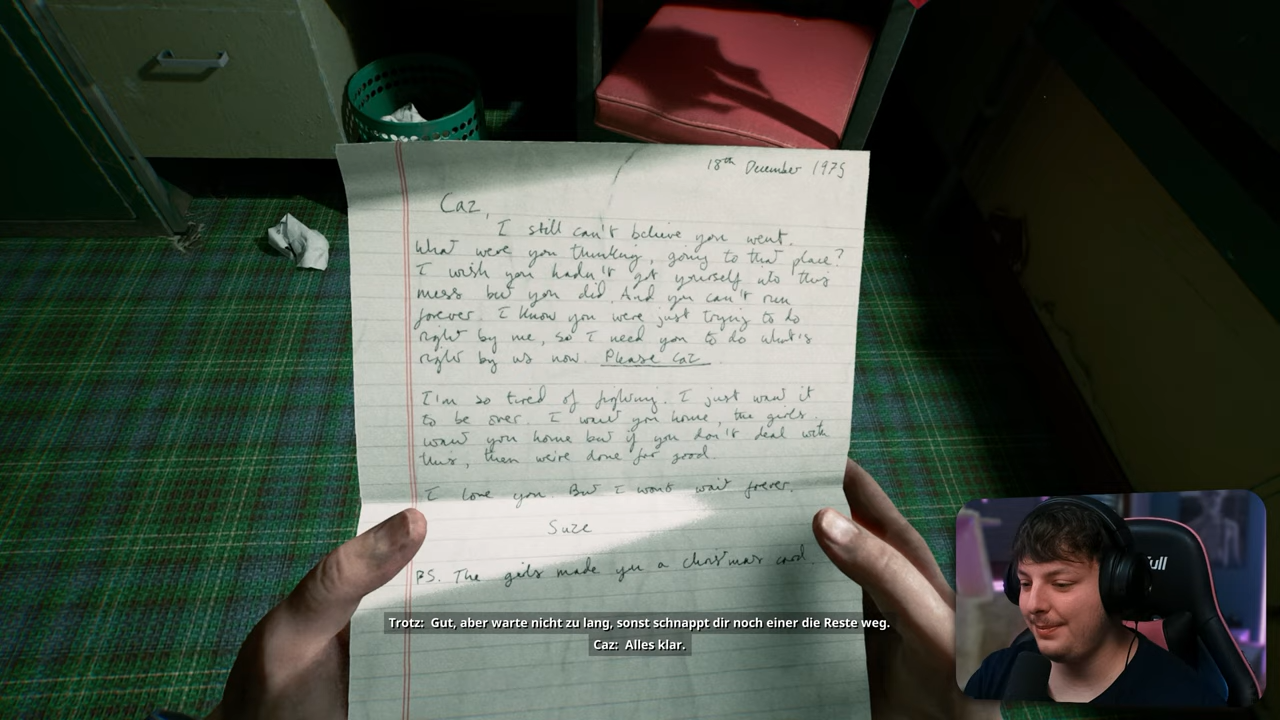 18th December 1975
Caz,
I still can't believe you went.
What were you thinking, going to that place?
I wish you hadn't got yourself into this
mess but you did. And you can't run
forever. I know you were just trying to do
right by me, so I need you to do what's
right by us now. Please Caz.
I'm so tired of fighting. I just want it
to be over. I want you home, the girls
want you home but if you don't deal with
this, then we're done for good.
I love you. But I won't wait forever.
Suze
PS. The girls made you a christmas card.
Trotz: Gut, aber warte nicht zu lang, sonst schnappt dir noch einer die Reste weg.
Caz: Alles klar.